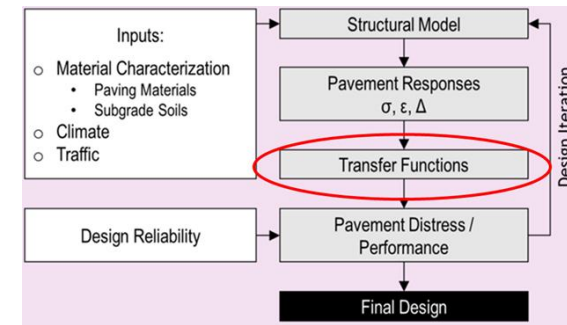 Inputs:
○ Material Characterization
• Paving Materials
• Subgrade Soils
○ Climate
○ Traffic
Design Reliability
Structural Model
Pavement Responses
σ, ε, Δ
Transfer Functions
Pavement Distress /
Performance
Final Design
Design Iteration